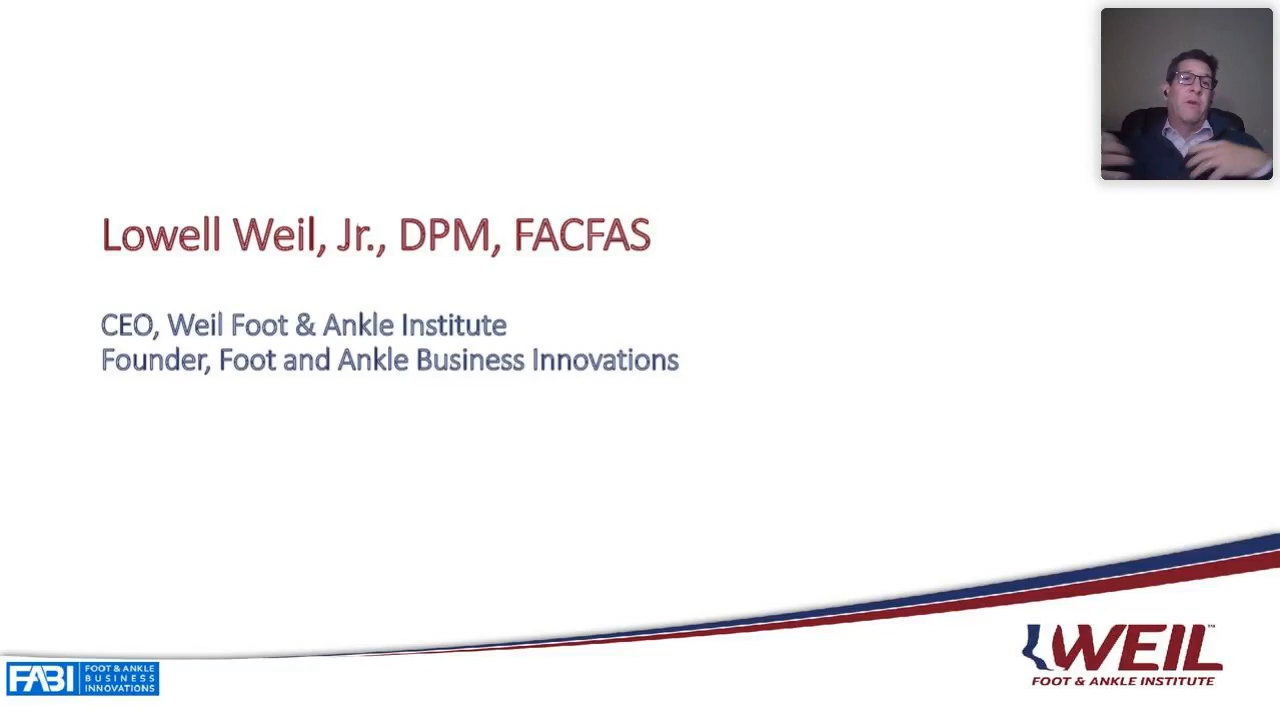 Lowell Weil, Jr., DPM, FACFAS
CEO, Weil Foot & Ankle Institute
Founder, Foot and Ankle Business Innovations
FABI
FOOT & ANKLE
BUSINESS
INNOVATIONS
WEIL™
FOOT & ANKLE INSTITUTE